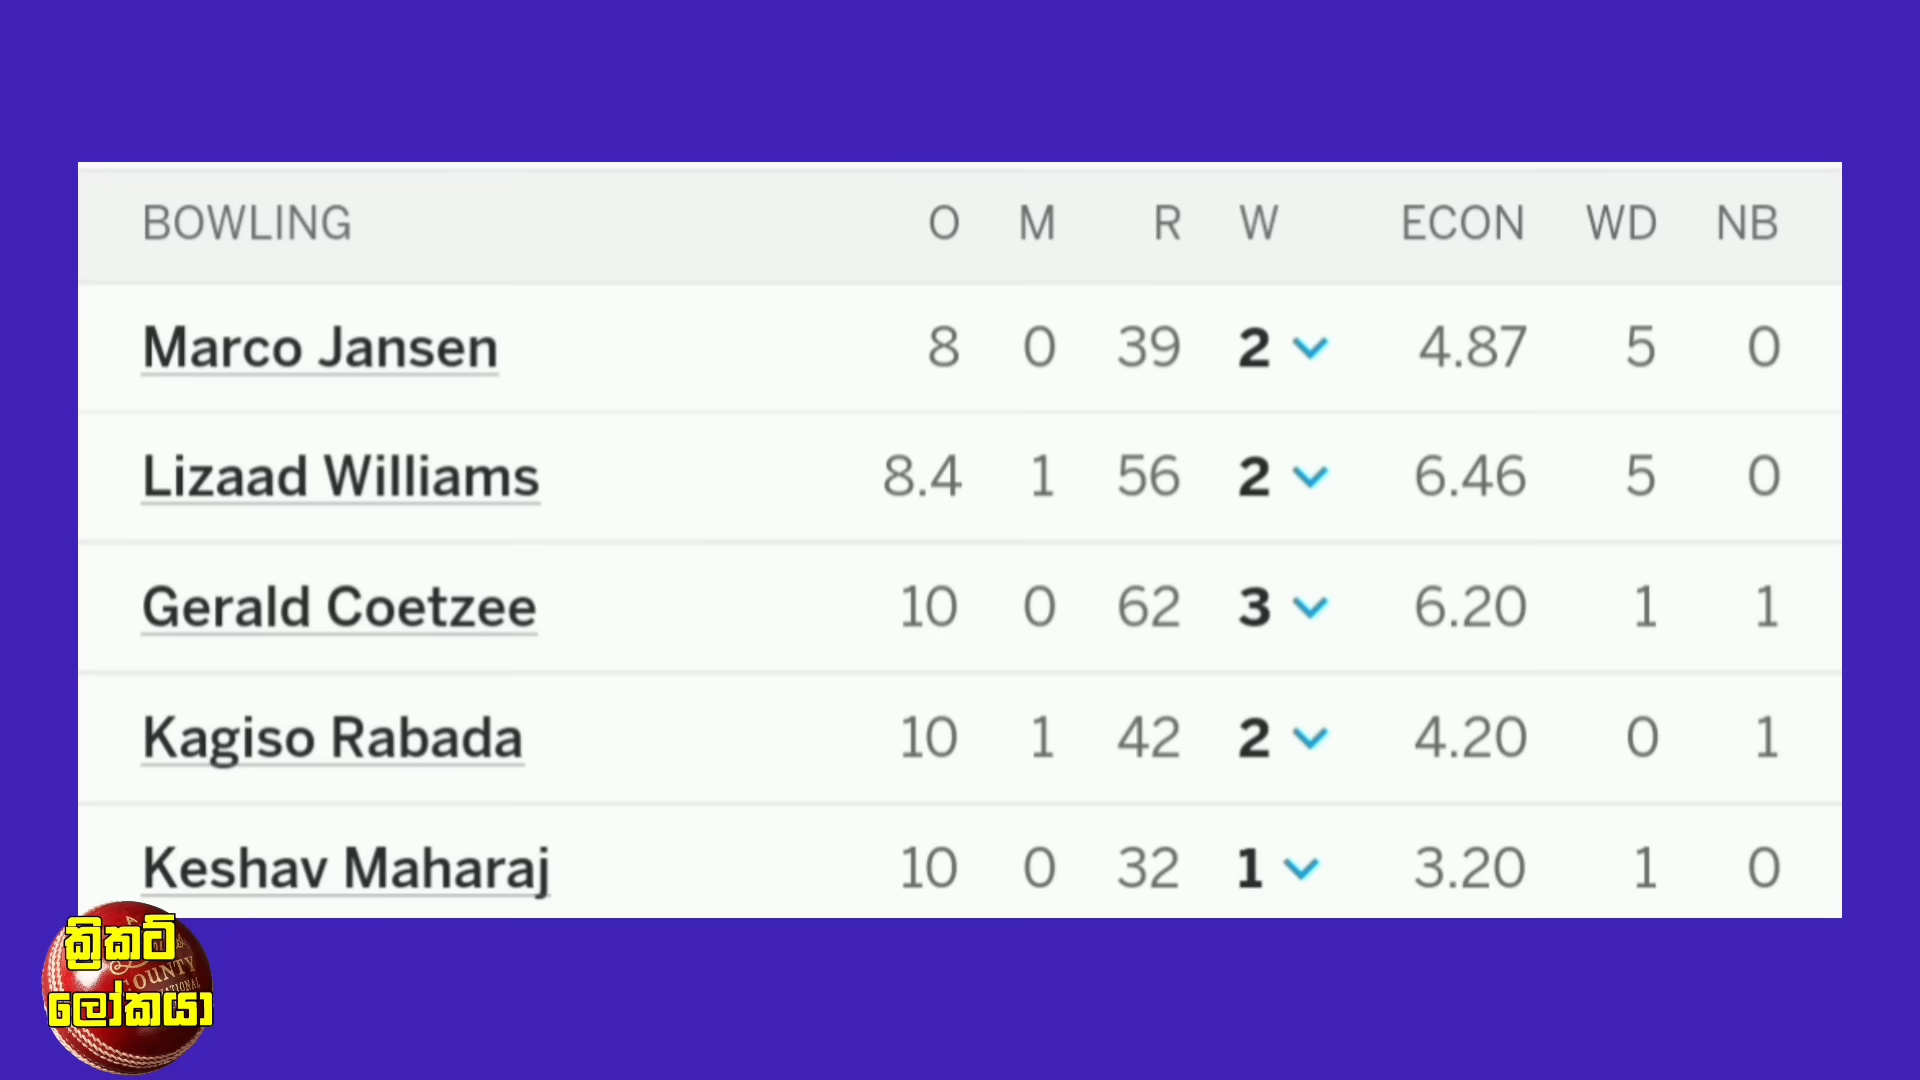 BOWLING O M R W ECON WD NB
Marco Jansen 8 0 39 2 4.87 5 0
Lizaad Williams 8.4 1 56 2 6.46 5 0
Gerald Coetzee 10 0 62 3 6.20 1 1
Kagiso Rabada 10 1 42 2 4.20 0 1
Keshav Maharaj 10 0 32 1 3.20 1 0
ක්‍රිකට්
COUNTY
ලෝකයා